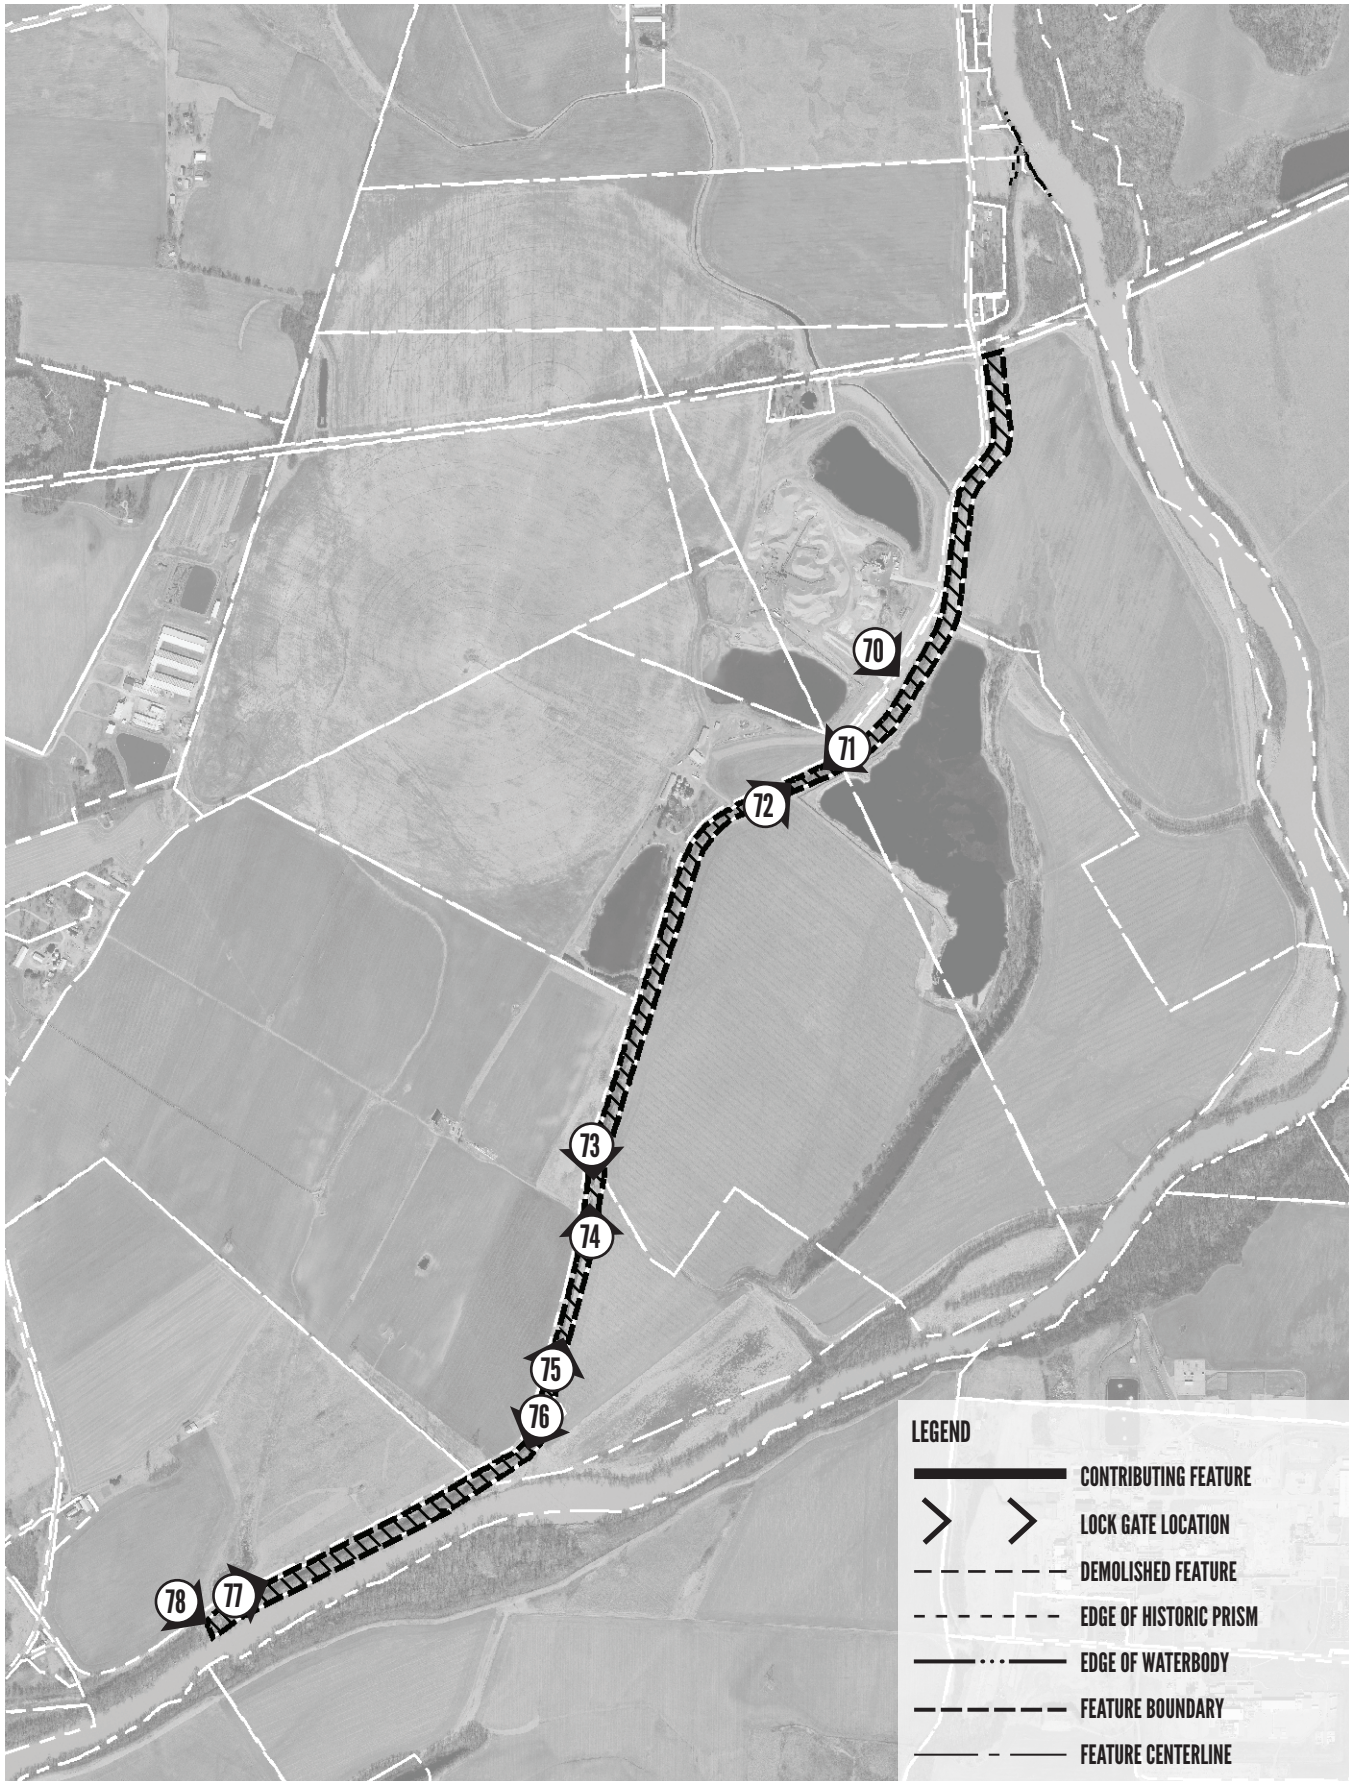 70
71
72
73
74
75
76
77
78
LEGEND
CONTRIBUTING FEATURE
LOCK GATE LOCATION
DEMOLISHED FEATURE
EDGE OF HISTORIC PRISM
EDGE OF WATERBODY
FEATURE BOUNDARY
FEATURE CENTERLINE